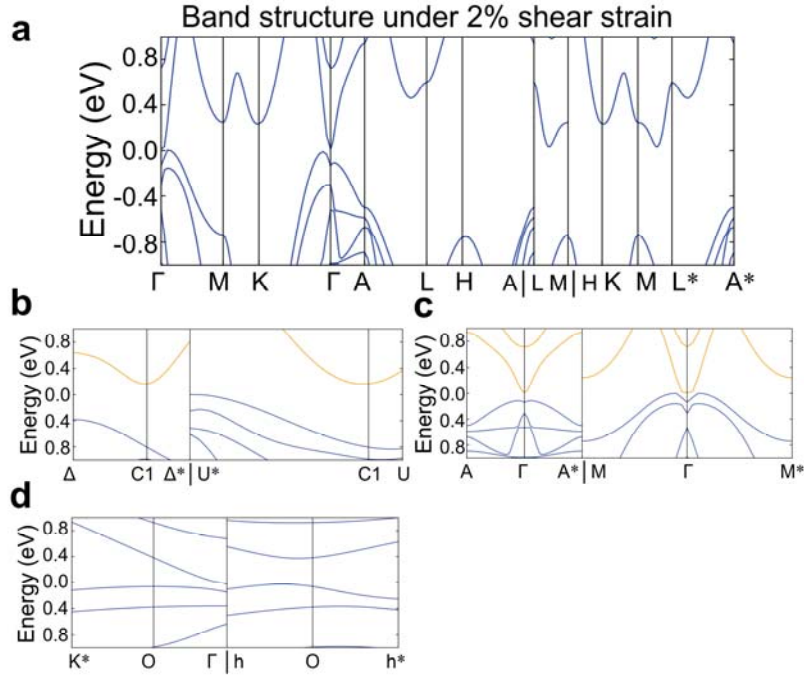 Band structure under 2% shear strain
a
Energy (eV)
0.8
0.4
0.0
-0.4
-0.8
Γ M K Γ A L H A | L M | H K M L* A*
b
Energy (eV)
0.8
0.4
0.0
0.4
0.8
Δ C1 Δ* | U* C1 U
c
Energy (eV)
0.8
0.4
0.0
0.4
0.8
A Γ A* | M Γ M*
d
Energy (eV)
0.8
0.4
0.0
0.4
0.8
K* O Γ | h O h*